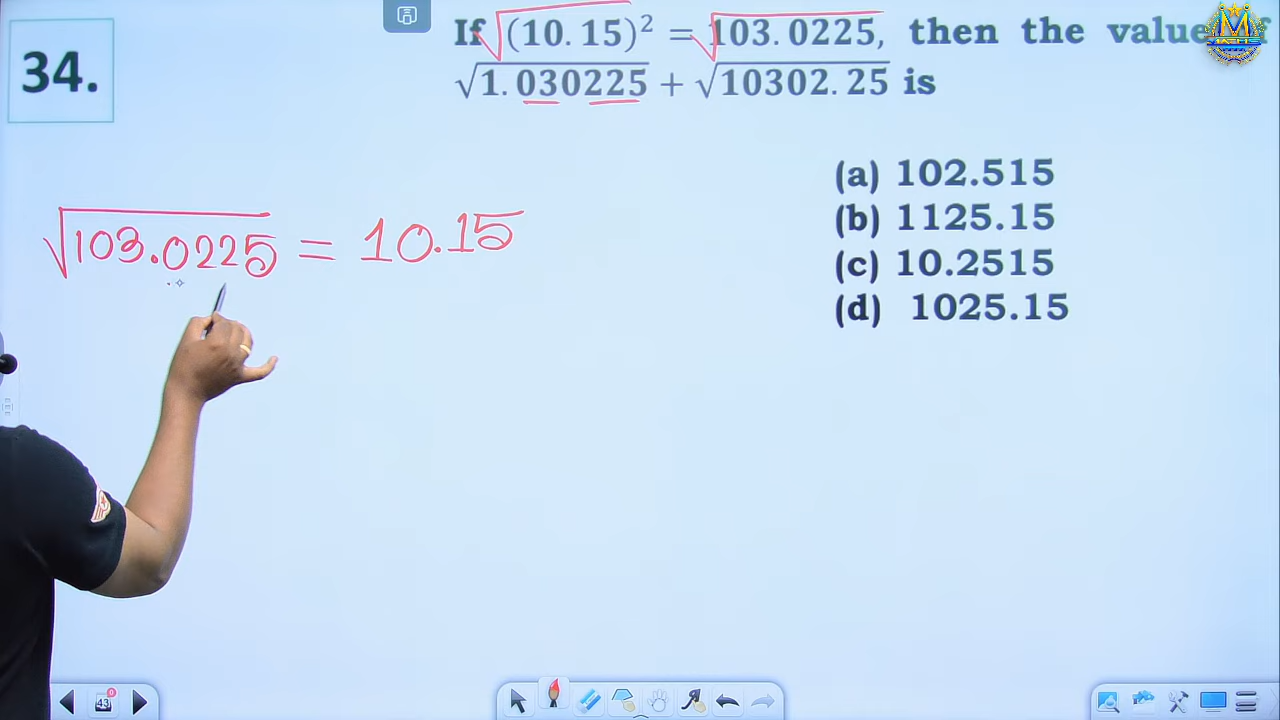 34.
If √(10.15)² = √103.0225, then the value
√1.030225 + √10302.25 is
(a) 102.515
(b) 1125.15
(c) 10.2515
(d) 1025.15
√103.0225 = 10.15
43